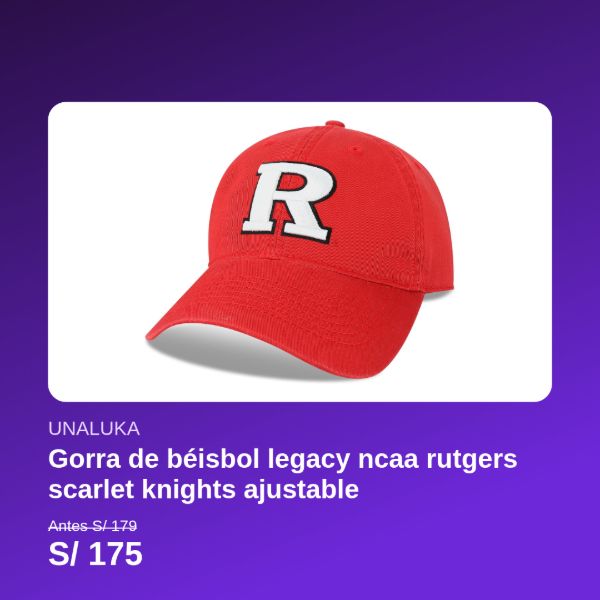 R
UNALUKA
Gorra de béisbol legacy ncaa rutgers
scarlet knights ajustable
Antes S/ 179
S/ 175